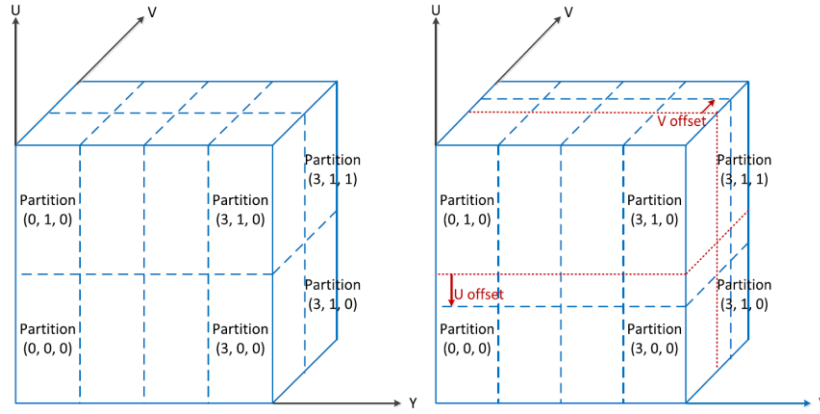 U
V
Partition
(3, 1, 1)
Partition
(0, 1, 0)
Partition
(3, 1, 0)
Partition
(3, 1, 0)
Partition
(0, 0, 0)
Partition
(3, 0, 0)
Y
U
V
V offset
Partition
(3, 1, 1)
Partition
(0, 1, 0)
Partition
(3, 1, 0)
U offset
Partition
(3, 1, 0)
Partition
(0, 0, 0)
Partition
(3, 0, 0)
Y